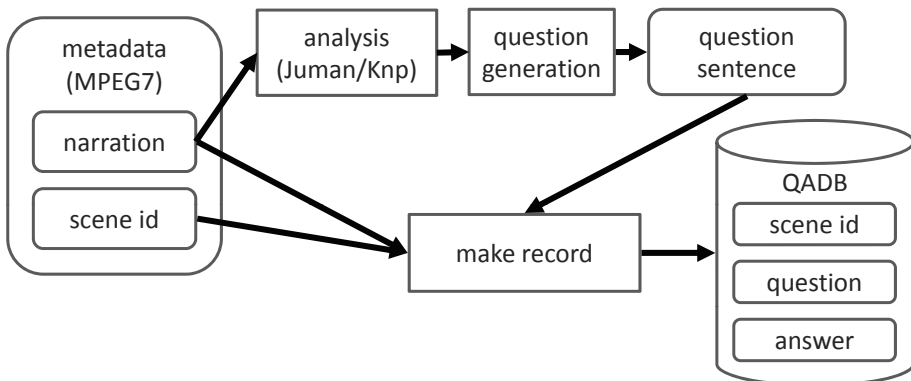 metadata
(MPEG7)
narration
scene id
analysis
(Juman/Knp)
question
generation
question
sentence
make record
QADB
scene id
question
answer